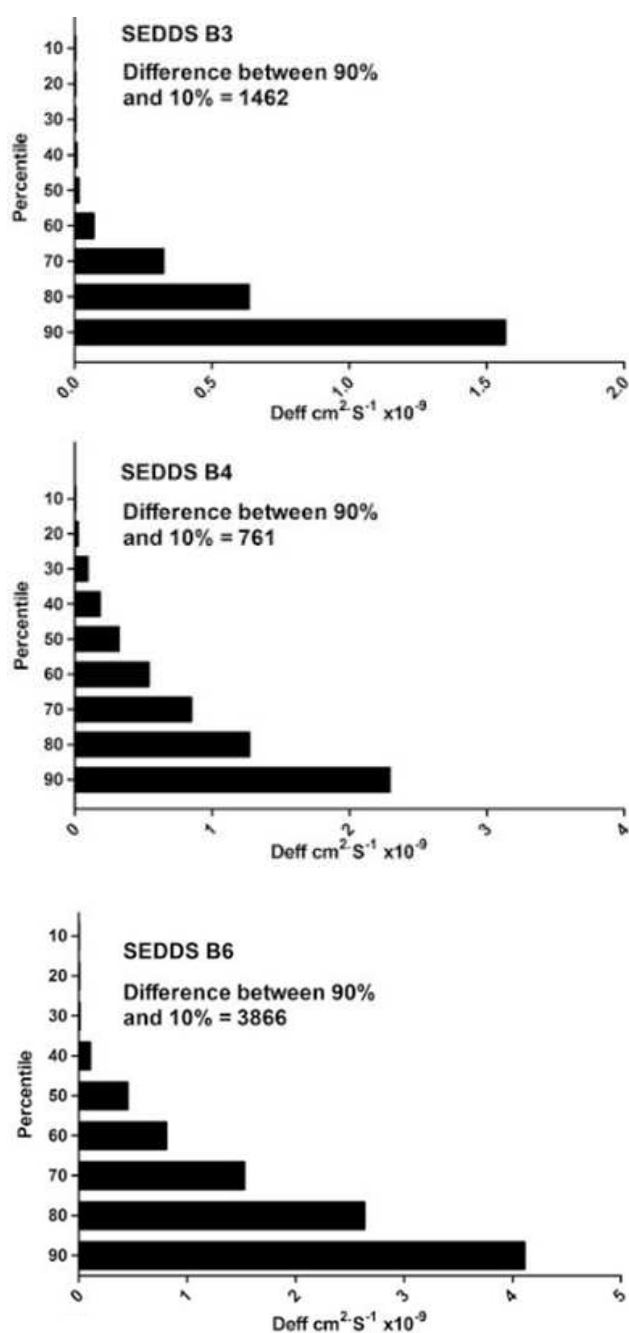 SEDDS B3
Difference between 90%
and 10% = 1462
Percentile
10
20
30
40
50
60
70
80
90
0.0 0.5 1.0 1.5 2.0
Deff cm² S⁻¹ x10⁻⁹
SEDDS B4
Difference between 90%
and 10% = 761
Percentile
10
20
30
40
50
60
70
80
90
0 1 2 3 4
Deff cm² S⁻¹ x10⁻⁹
SEDDS B6
Difference between 90%
and 10% = 3866
Percentile
10
20
30
40
50
60
70
80
90
0 1 2 3 4 5
Deff cm² S⁻¹ x10⁻⁹